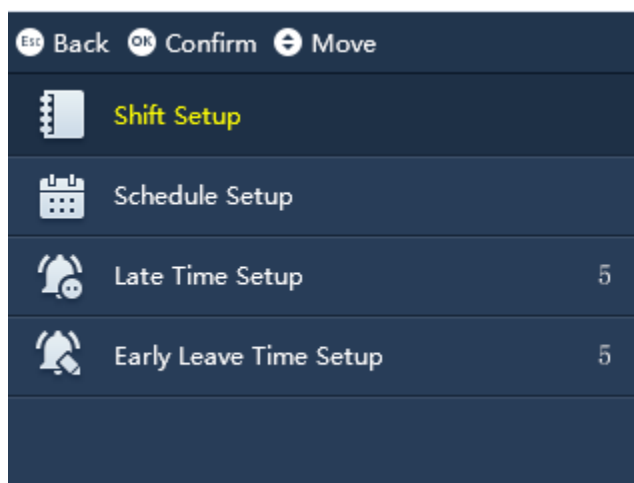 Esc Back OK Confirm Move
Shift Setup
Schedule Setup
Late Time Setup 5
Early Leave Time Setup 5